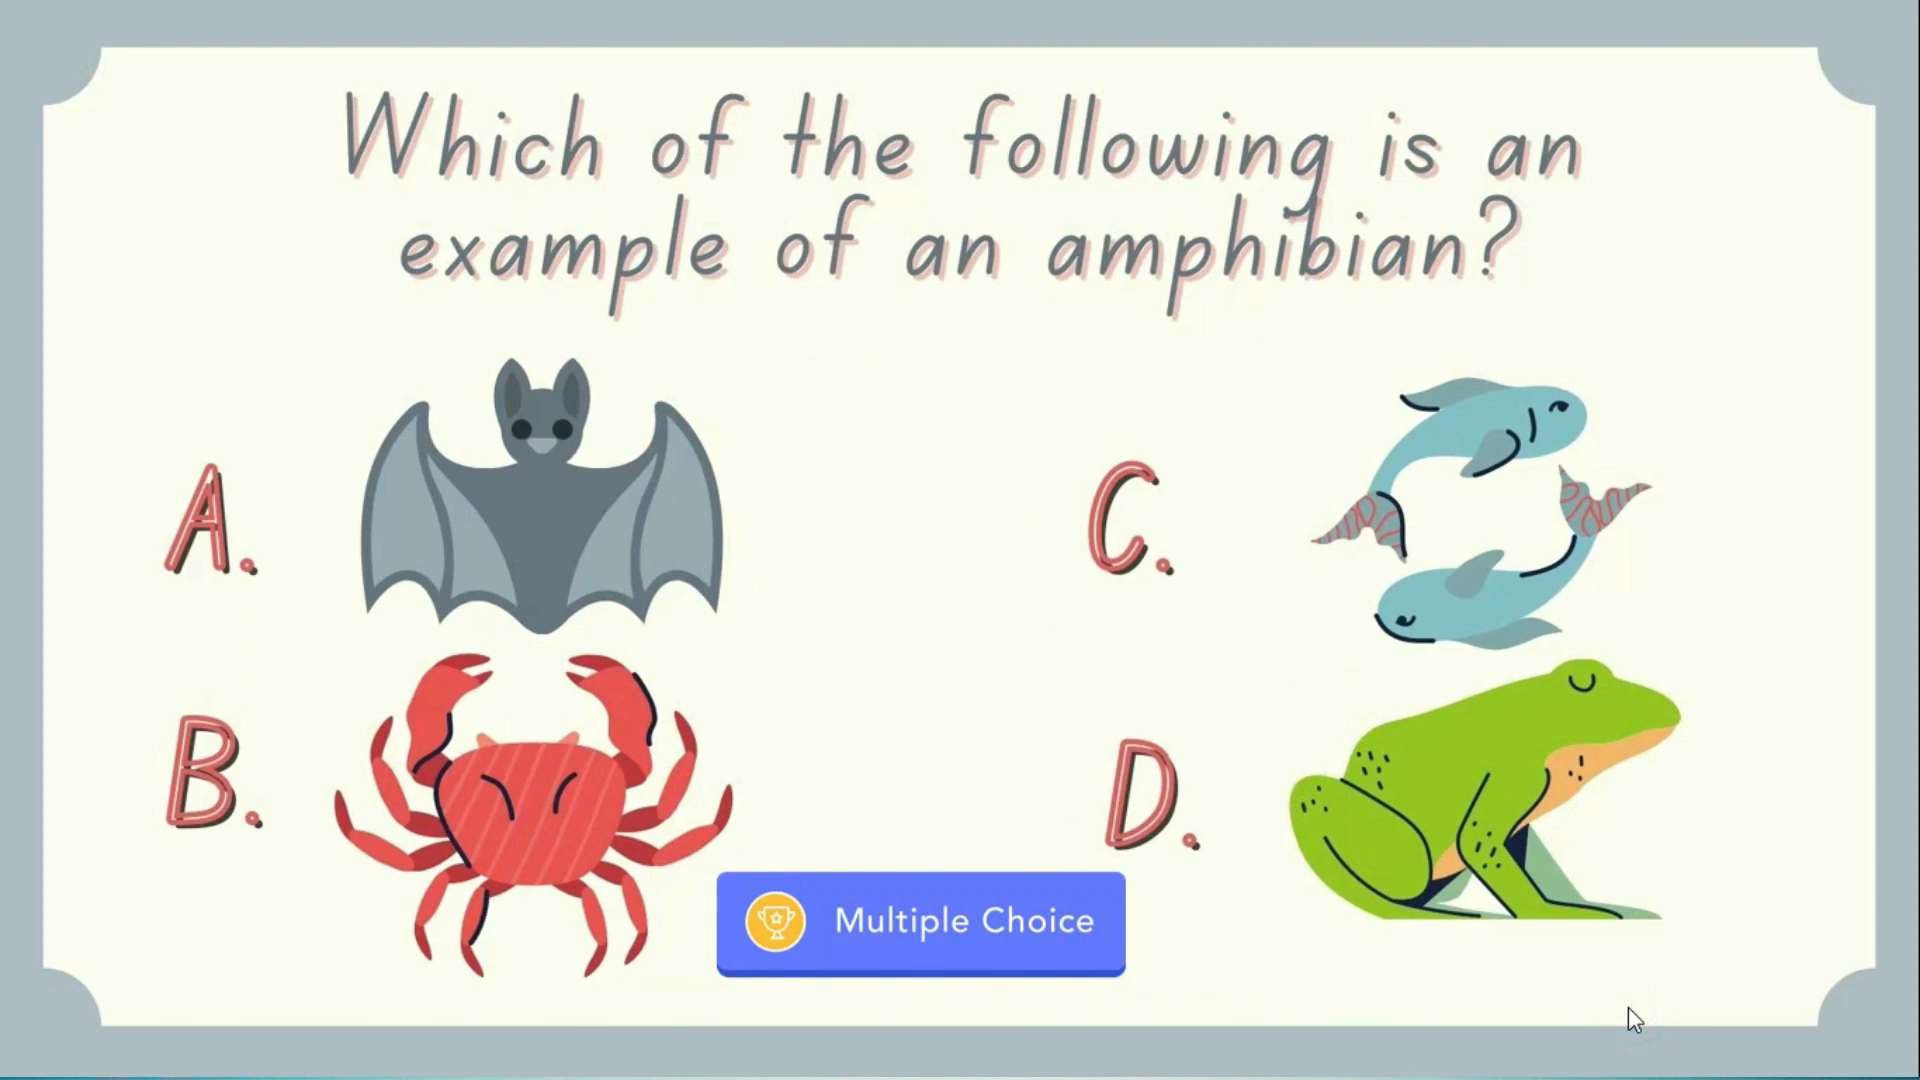 Which of the following is an
example of an amphibian?
A.
C.
B.
D.
Multiple Choice